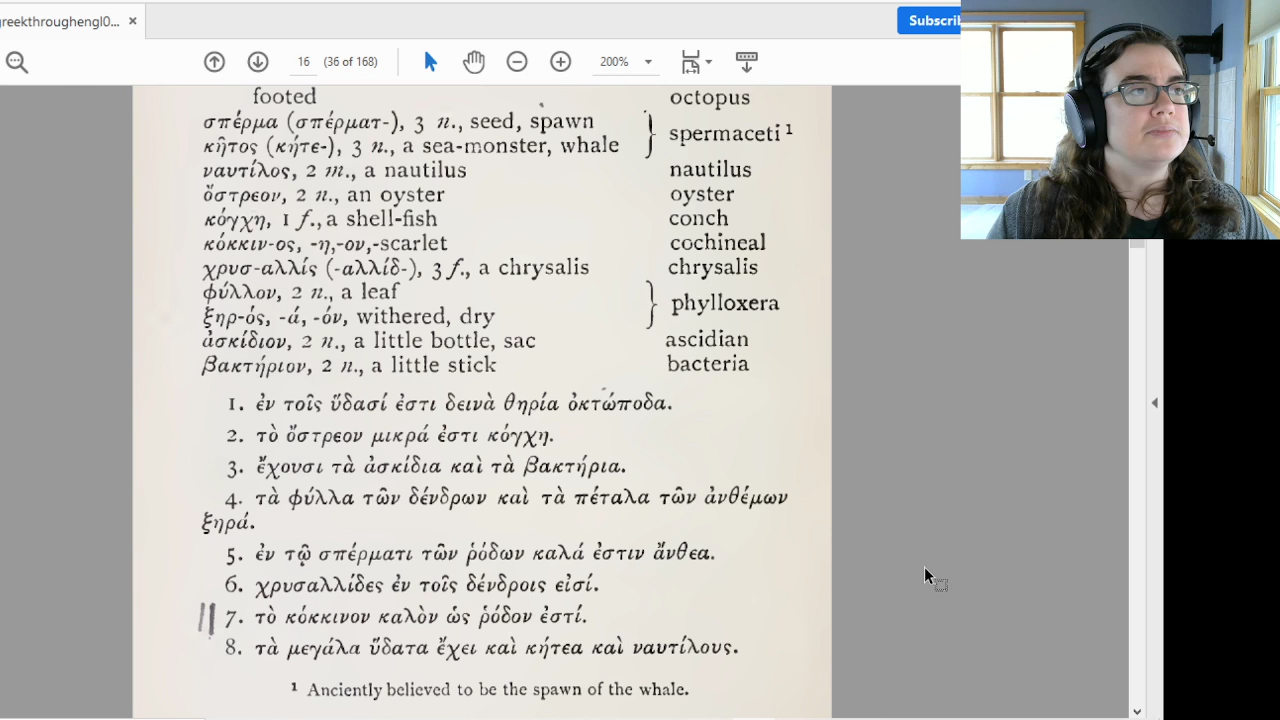 reekthroughengl0... ×
Subscrib
16 (36 of 168) 200%
footed octopus
σπέρμα (σπέρματ-), 3 n., seed, spawn
κῆτος (κήτε-), 3 n., a sea-monster, whale } spermaceti ¹
ναυτίλος, 2 m., a nautilus nautilus
ὄστρεον, 2 n., an oyster oyster
κόγχη, 1 f., a shell-fish conch
κόκκιν-ος, -η,-ον,-scarlet cochineal
χρυσ-αλλίς (-αλλίδ-), 3 f., a chrysalis chrysalis
φύλλον, 2 n., a leaf
ξηρ-ός, -ά, -όν, withered, dry } phylloxera
ἀσκίδιον, 2 n., a little bottle, sac ascidian
βακτήριον, 2 n., a little stick bacteria
1. ἐν τοῖς ὕδασί ἐστι δεινὰ θηρία ὀκτώποδα.
2. τὸ ὄστρεον μικρά ἐστι κόγχη.
3. ἔχουσι τὰ ἀσκίδια καὶ τὰ βακτήρια.
4. τὰ φύλλα τῶν δένδρων καὶ τὰ πέταλα τῶν ἀνθέμων
ξηρά.
5. ἐν τῷ σπέρματι τῶν ῥόδων καλά ἐστιν ἄνθεα.
6. χρυσαλλίδες ἐν τοῖς δένδροις εἰσί.
7. τὸ κόκκινον καλὸν ὡς ῥόδον ἐστί.
8. τὰ μεγάλα ὕδατα ἔχει καὶ κήτεα καὶ ναυτίλους.
¹ Anciently believed to be the spawn of the whale.